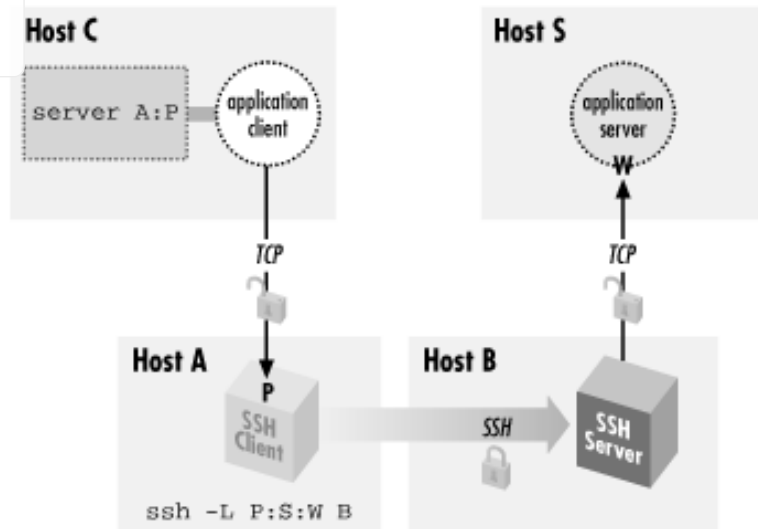 Host C
server A:P
application
client
Host S
application
server
W
TCP
TCP
Host A
P
SSH
Client
ssh -L P:S:W B
Host B
SSH
SSH
Server